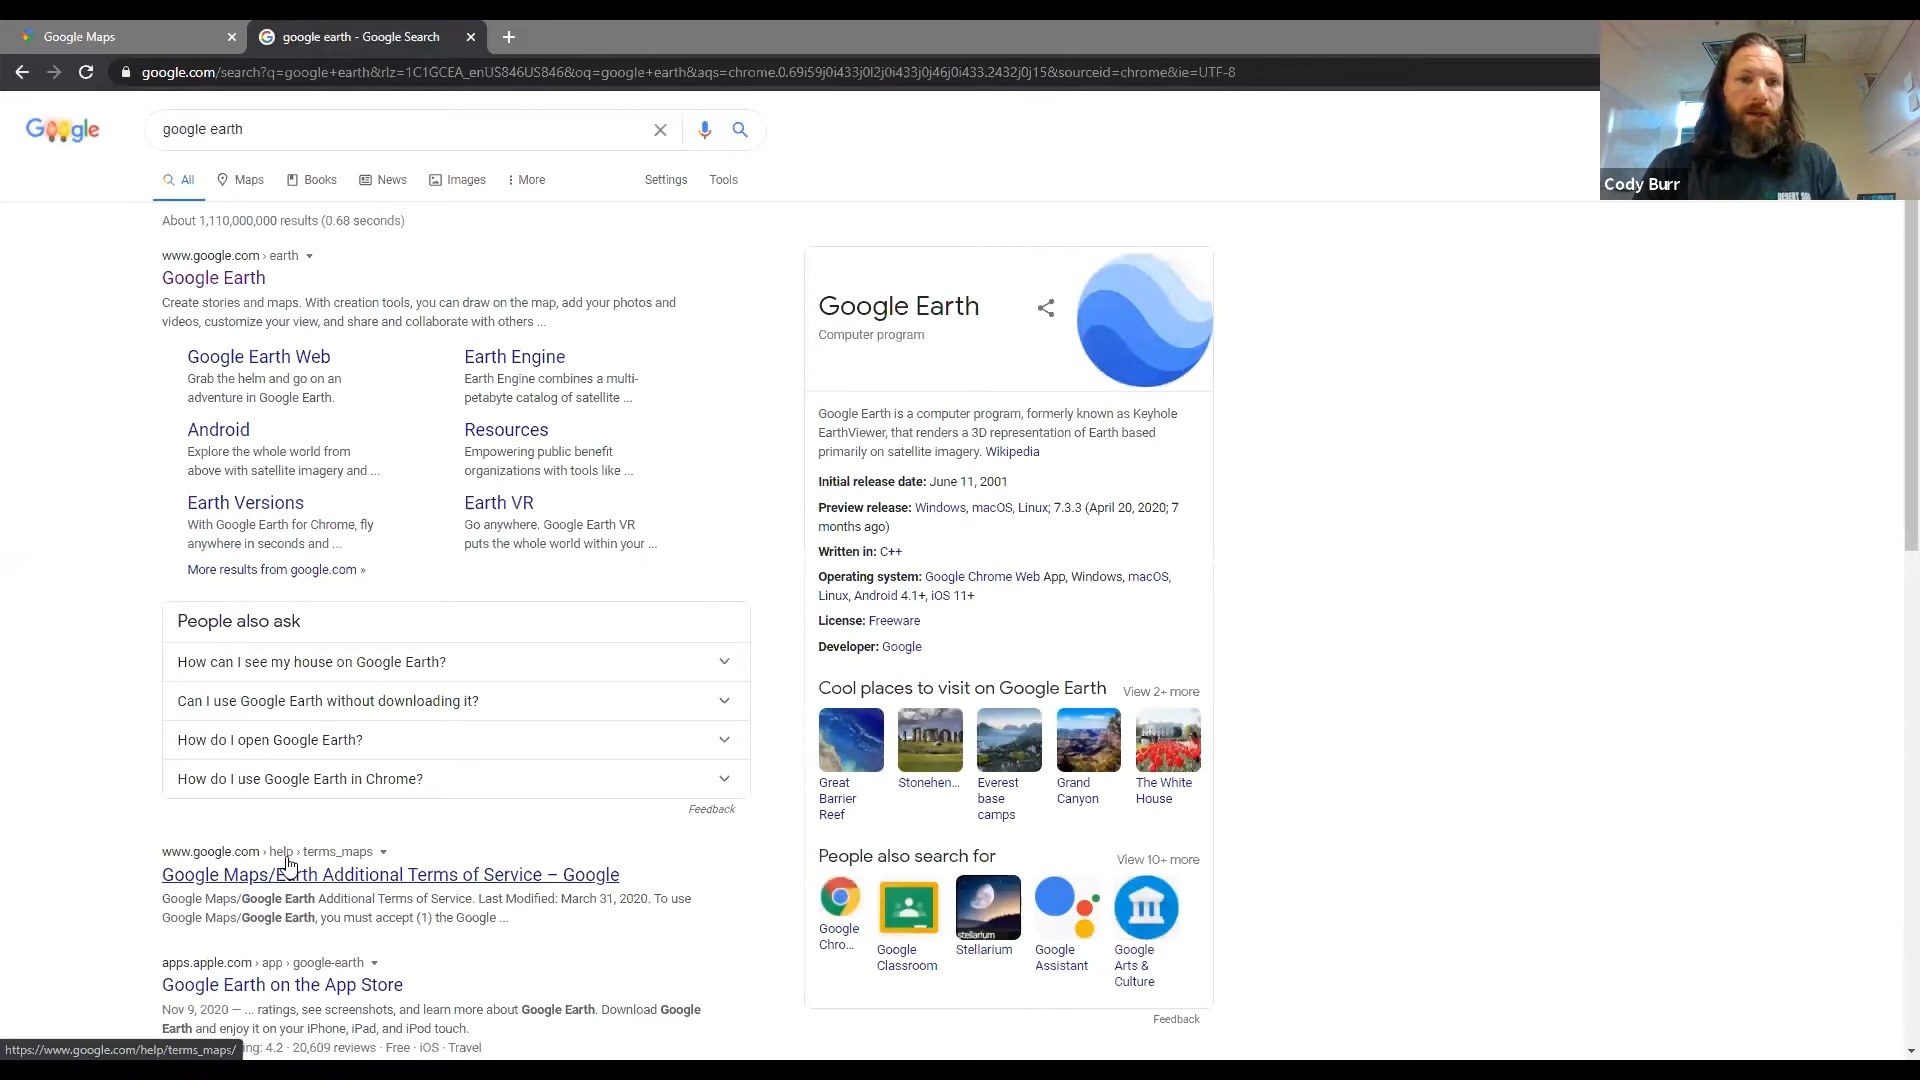 Google Maps
google earth - Google Search
google.com/search?q=google+earth&rlz=1C1GCEA_enUS846US846&oq=google+earth&aqs=chrome.0.69i59j0i433j0l2j0i433j0j46j0i433.2432j0j15&sourceid=chrome&ie=UTF-8
Google
google earth
All
Maps
Books
News
Images
More
Settings
Tools
About 1,110,000,000 results (0.68 seconds)
www.google.com › earth
Google Earth
Create stories and maps. With creation tools, you can draw on the map, add your photos and
videos, customize your view, and share and collaborate with others ...
Google Earth Web
Grab the helm and go on an
adventure in Google Earth.
Earth Engine
Earth Engine combines a multi-
petabyte catalog of satellite ...
Android
Explore the whole world from
above with satellite imagery and ...
Resources
Empowering public benefit
organizations with tools like ...
Earth Versions
With Google Earth for Chrome, fly
anywhere in seconds and ...
Earth VR
Go anywhere. Google Earth VR
puts the whole world within your ...
More results from google.com »
People also ask
How can I see my house on Google Earth?
Can I use Google Earth without downloading it?
How do I open Google Earth?
How do I use Google Earth in Chrome?
Feedback
www.google.com › help › terms_maps
Google Maps/Earth Additional Terms of Service – Google
Google Maps/Google Earth Additional Terms of Service. Last Modified: March 31, 2020. To use
Google Maps/Google Earth, you must accept (1) the Google ...
apps.apple.com › app › google-earth
Google Earth on the App Store
Nov 9, 2020 — ... ratings, see screenshots, and learn more about Google Earth. Download Google
Earth and enjoy it on your iPhone, iPad, and iPod touch.
ing: 4.2 · 20,609 reviews · Free · iOS · Travel
https://www.google.com/help/terms_maps/
Google Earth
Computer program
Google Earth is a computer program, formerly known as Keyhole
EarthViewer, that renders a 3D representation of Earth based
primarily on satellite imagery. Wikipedia
Initial release date: June 11, 2001
Preview release: Windows, macOS, Linux; 7.3.3 (April 20, 2020; 7
months ago)
Written in: C++
Operating system: Google Chrome Web App, Windows, macOS,
Linux, Android 4.1+, iOS 11+
License: Freeware
Developer: Google
Cool places to visit on Google Earth
View 2+ more
Great
Barrier
Reef
Stonehen...
Everest
base
camps
Grand
Canyon
The White
House
People also search for
View 10+ more
Google
Chro...
Google
Classroom
stellarium
Stellarium
Google
Assistant
Google
Arts &
Culture
Feedback
Cody Burr